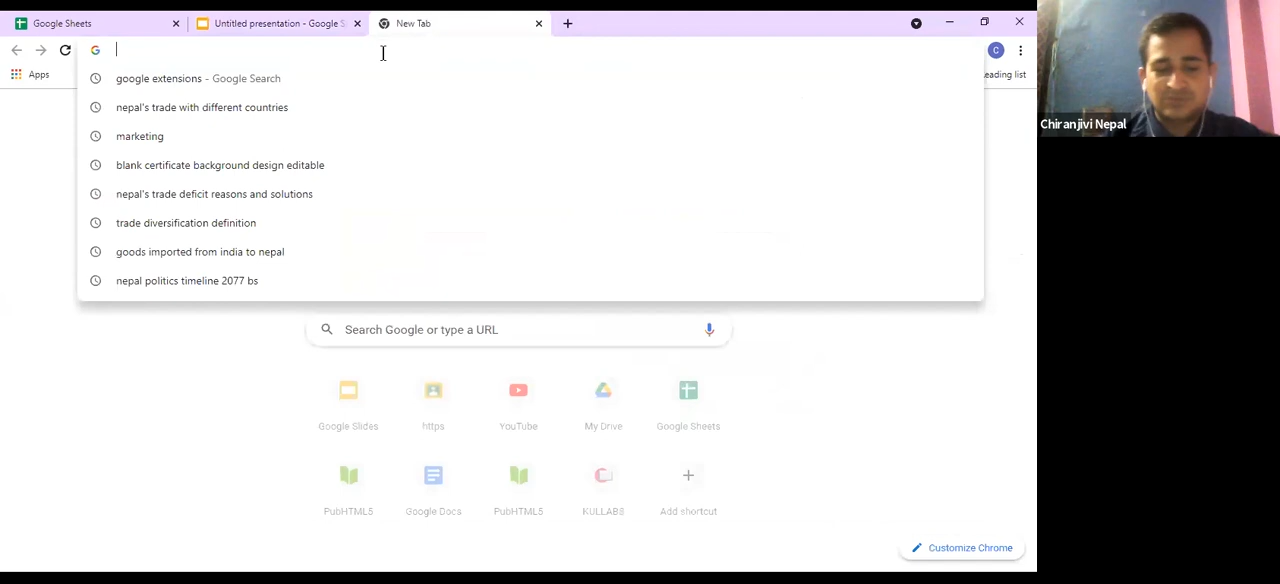 Google Sheets
Untitled presentation - Google S
New Tab
C
Apps
eading list
google extensions - Google Search
nepal's trade with different countries
marketing
blank certificate background design editable
nepal's trade deficit reasons and solutions
trade diversification definition
goods imported from india to nepal
nepal politics timeline 2077 bs
Search Google or type a URL
Google Slides
https
YouTube
My Drive
Google Sheets
PubHTML5
Google Docs
PubHTML5
KULLABS
Add shortcut
Customize Chrome
Chiranjivi Nepal